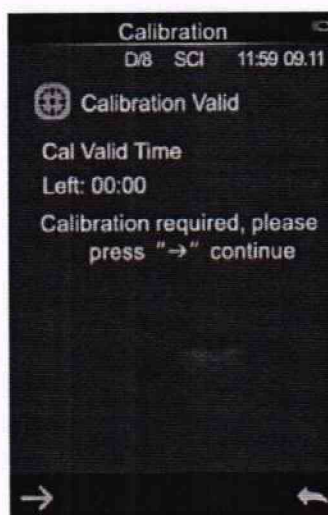 Calibration
D/8 SCI 11:59 09.11
Calibration Valid
Cal Valid Time
Left: 00:00
Calibration required, please
press "→" continue